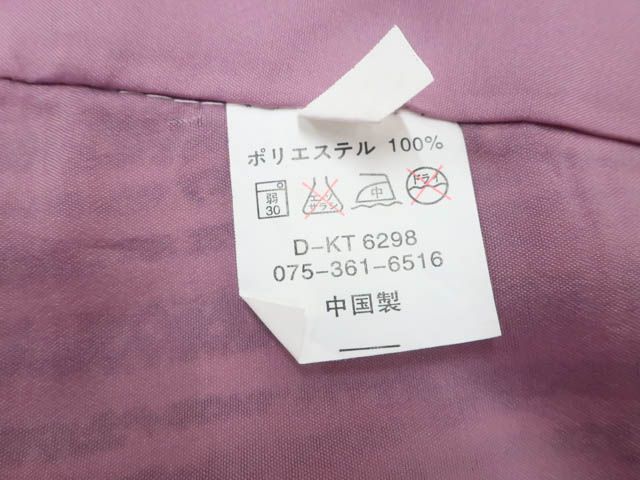 ポリエステル 100%
弱 30 エンソ サラシ 中 ドライ
D-KT 6298
075-361-6516
中国製